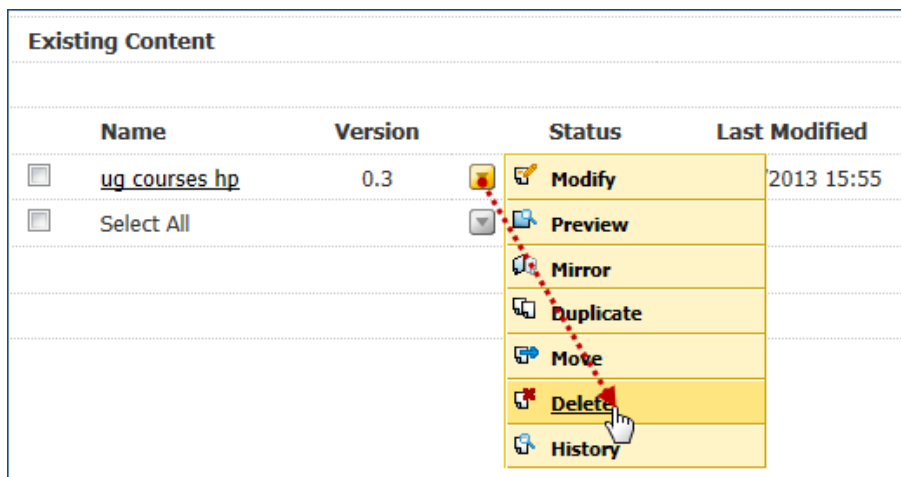 Existing Content
Name Version Status Last Modified
ug courses hp 0.3 Modify /2013 15:55
Select All Preview
Mirror
Duplicate
Move
Delete
History